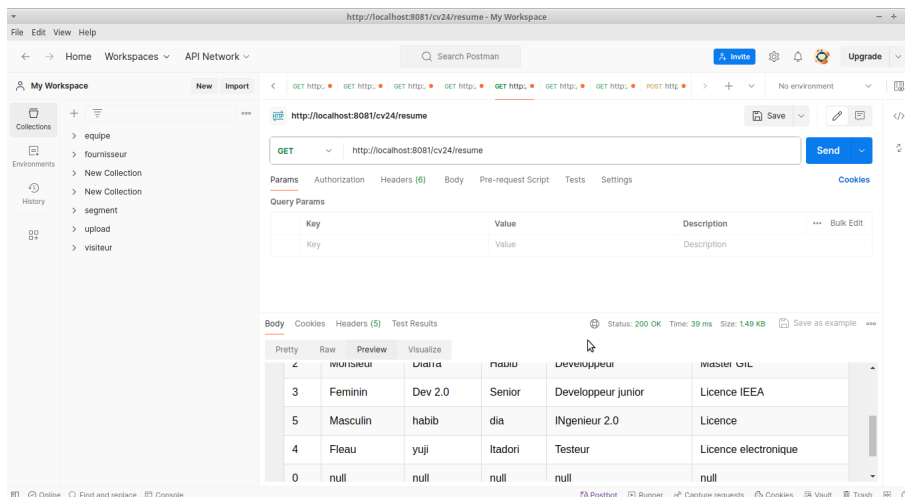 http://localhost:8081/cv24/resume - My Workspace
File Edit View Help
Home Workspaces API Network Search Postman Invite Upgrade
My Workspace New Import GET http:, GET http:, GET http:, GET http:, GET http:, GET http:, GET http:, POST http No environment
Collections
Environments
History
equipe
fournisseur
New Collection
New Collection
segment
upload
visiteur
HTTP http://localhost:8081/cv24/resume Save
GET http://localhost:8081/cv24/resume Send
Params Authorization Headers (6) Body Pre-request Script Tests Settings Cookies
Query Params
Key Value Description Bulk Edit
Key Value Description
Body Cookies Headers (5) Test Results Status: 200 OK Time: 39 ms Size: 1.49 KB Save as example
Pretty Raw Preview Visualize
2 Monsieur Diarra Habib Developpeur Master GIL
3 Feminin Dev 2.0 Senior Developpeur junior Licence IEEA
5 Masculin habib dia INgenieur 2.0 Licence
4 Fleau yuji Itadori Testeur Licence electronique
0 null null null null null
Online Find and replace Console Postbot Runner Capture requests Cookies Vault Trash